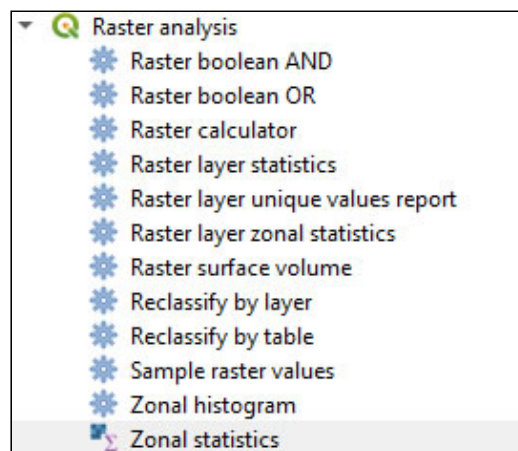 Raster analysis
Raster boolean AND
Raster boolean OR
Raster calculator
Raster layer statistics
Raster layer unique values report
Raster layer zonal statistics
Raster surface volume
Reclassify by layer
Reclassify by table
Sample raster values
Zonal histogram
Zonal statistics